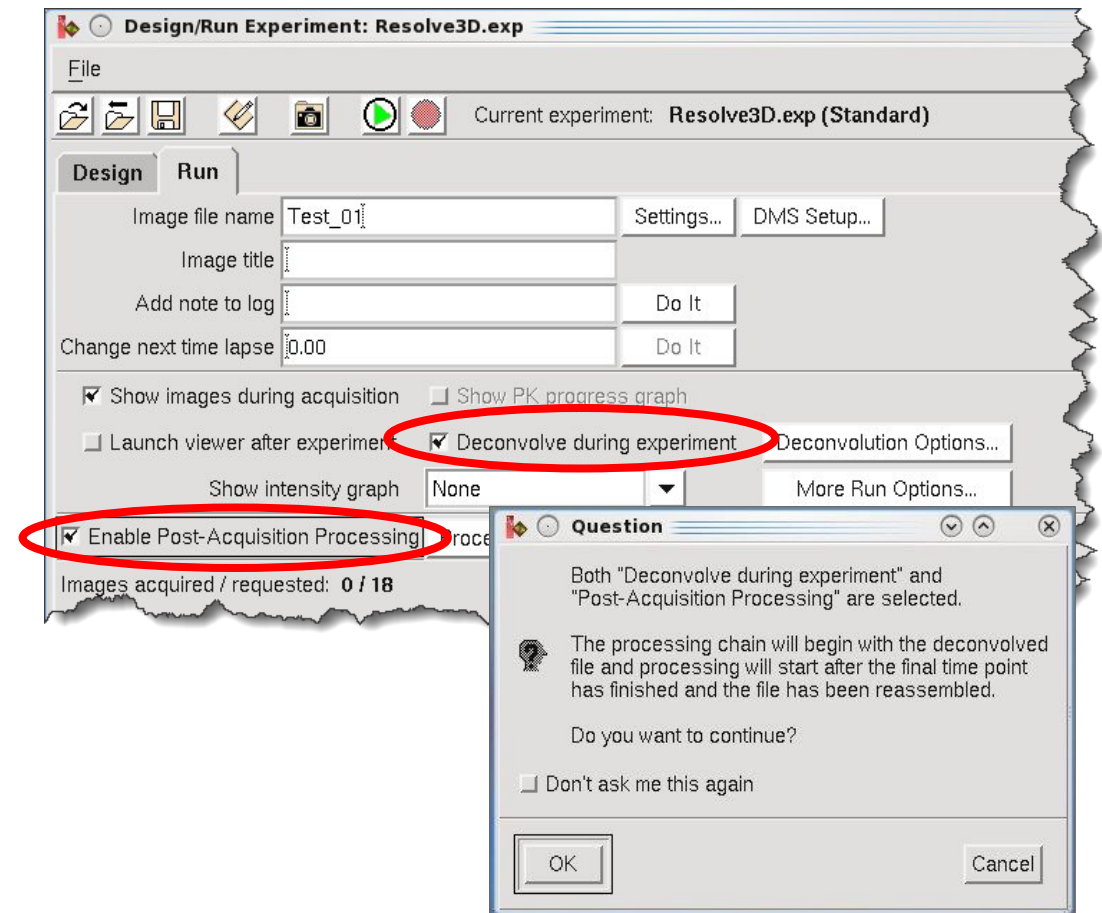 Design/Run Experiment: Resolve3D.exp
File
Current experiment: Resolve3D.exp (Standard)
Design Run
Image file name Test_01 Settings... DMS Setup...
Image title
Add note to log Do It
Change next time lapse 0.00 Do It
Show images during acquisition Show PK progress graph
Launch viewer after experiment Deconvolve during experiment Deconvolution Options...
Show intensity graph None More Run Options...
Enable Post-Acquisition Processing
Images acquired / requested: 0 / 18
Question
Both "Deconvolve during experiment" and
"Post-Acquisition Processing" are selected.
The processing chain will begin with the deconvolved
file and processing will start after the final time point
has finished and the file has been reassembled.
Do you want to continue?
Don't ask me this again
OK Cancel